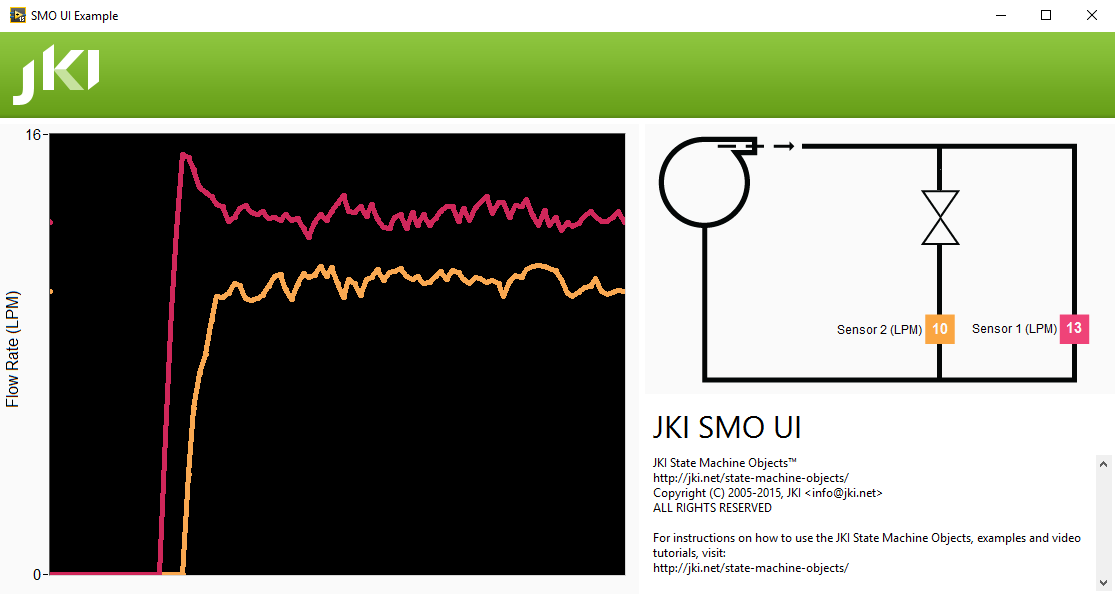 SMO UI Example
JKI
16
Flow Rate (LPM)
0
Sensor 2 (LPM) 10
Sensor 1 (LPM) 13
JKI SMO UI
JKI State Machine Objects™
http://jki.net/state-machine-objects/
Copyright (C) 2005-2015, JKI <info@jki.net>
ALL RIGHTS RESERVED
For instructions on how to use the JKI State Machine Objects, examples and video
tutorials, visit:
http://jki.net/state-machine-objects/